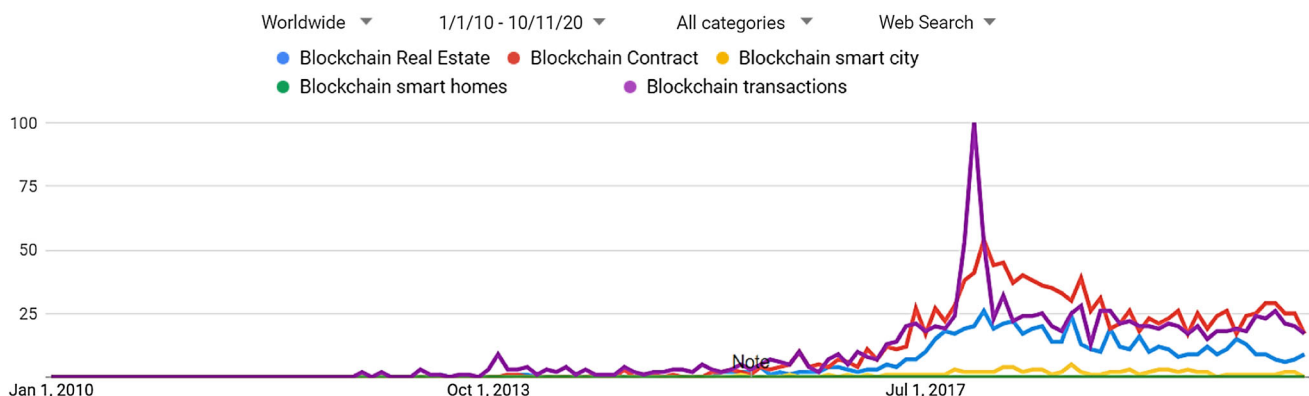 Worldwide 1/1/10 - 10/11/20 All categories Web Search
Blockchain Real Estate Blockchain Contract Blockchain smart city
Blockchain smart homes Blockchain transactions
100
75
50
25
Note
Jan 1, 2010 Oct 1, 2013 Jul 1, 2017